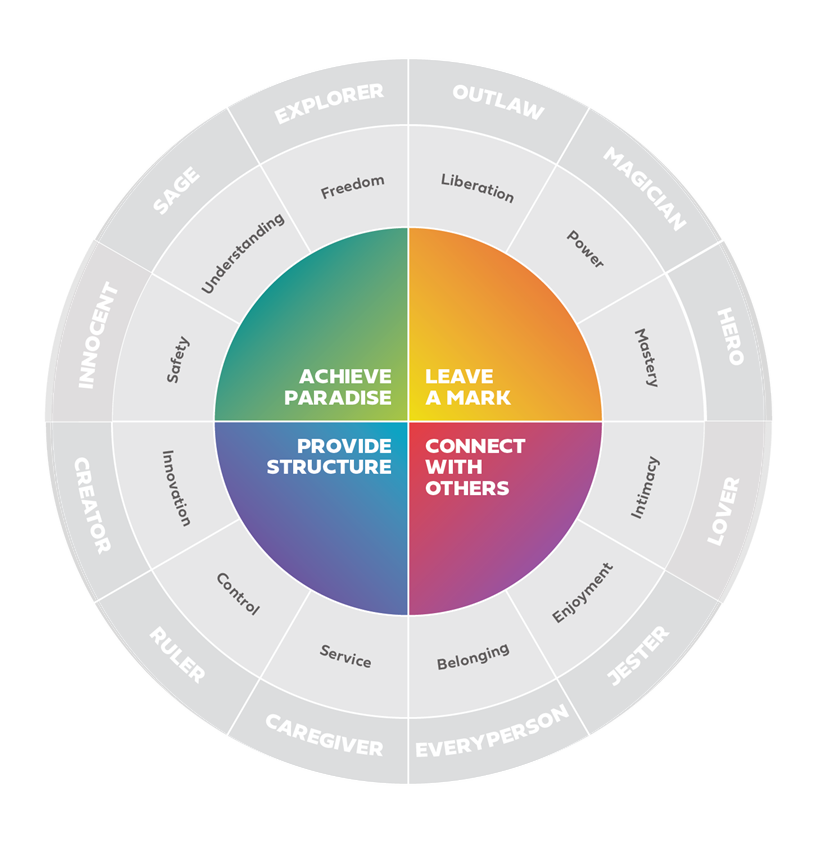 EXPLORER
OUTLAW
MAGICIAN
HERO
LOVER
JESTER
EVERYPERSON
CAREGIVER
RULER
CREATOR
INNOCENT
SAGE
Freedom
Liberation
Power
Mastery
Intimacy
Enjoyment
Belonging
Service
Control
Innovation
Safety
Understanding
ACHIEVE
PARADISE
LEAVE
A MARK
PROVIDE
STRUCTURE
CONNECT
WITH
OTHERS